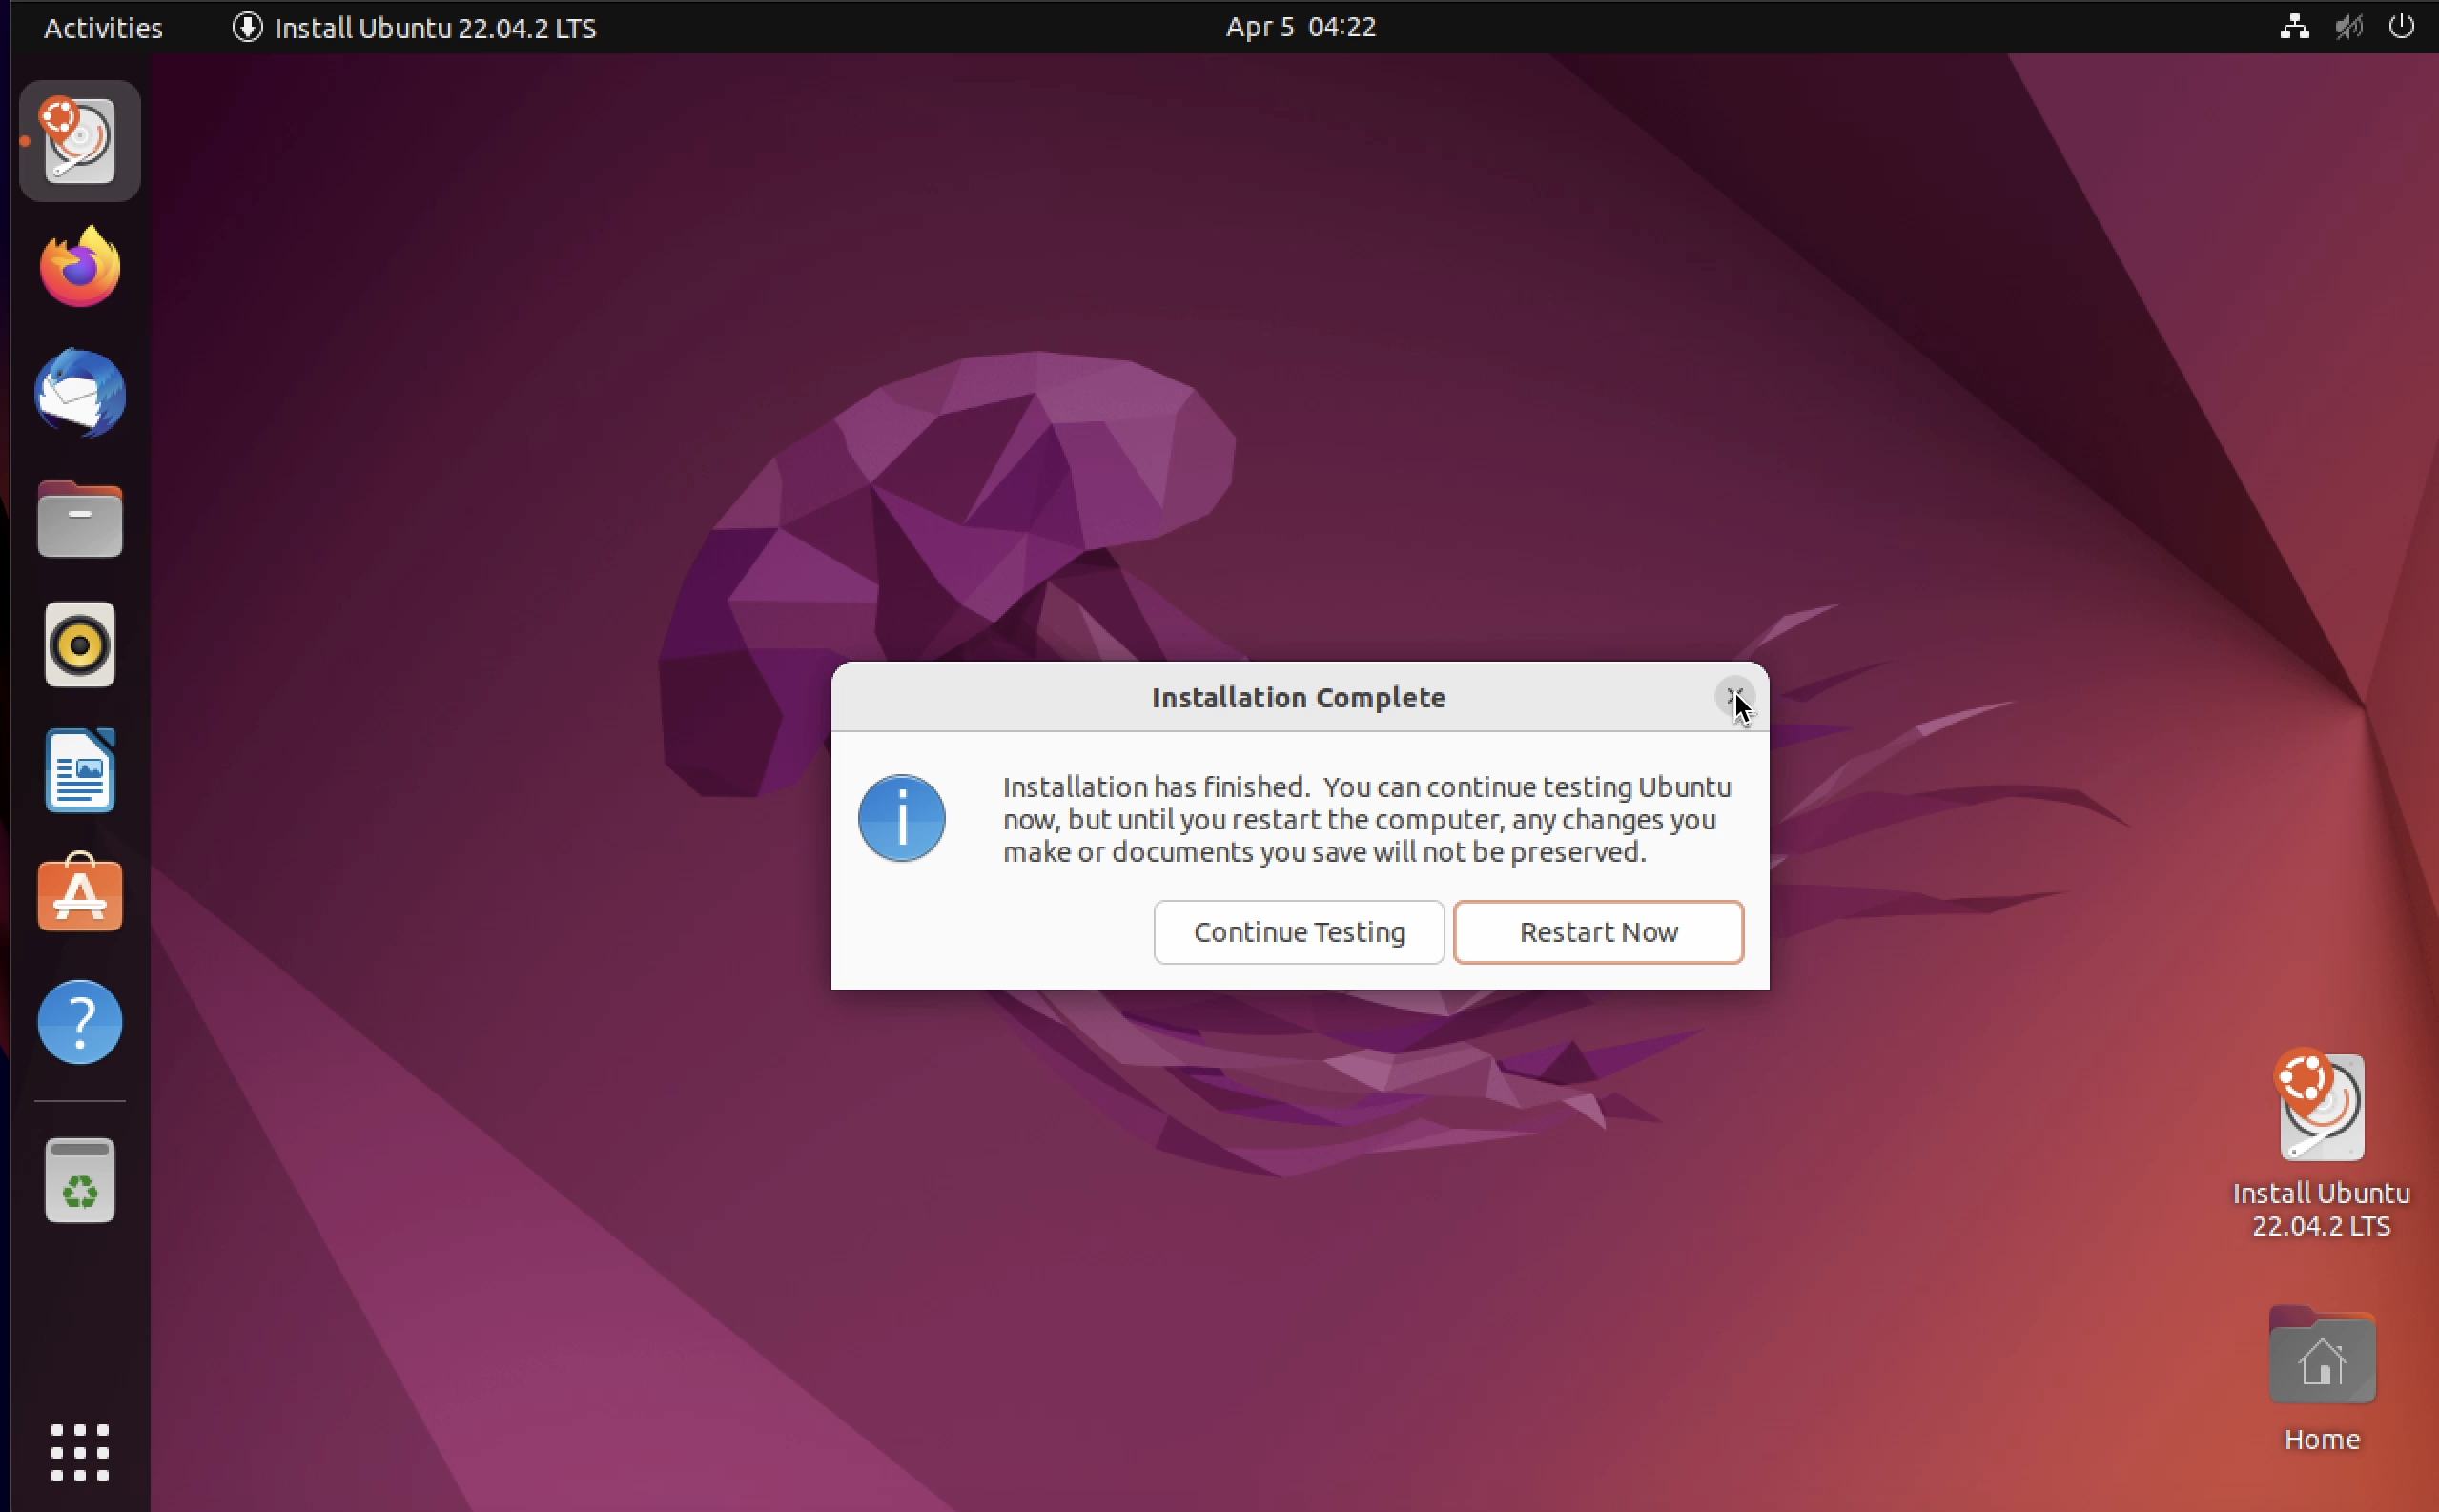 Activities
Install Ubuntu 22.04.2 LTS
Apr 5 04:22
Installation Complete
Installation has finished. You can continue testing Ubuntu
now, but until you restart the computer, any changes you
make or documents you save will not be preserved.
Continue Testing
Restart Now
Install Ubuntu
22.04.2 LTS
Home